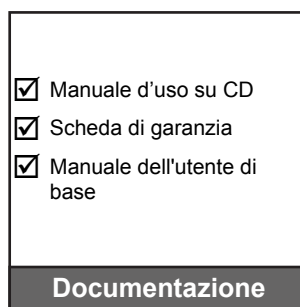 Manuale d’uso su CD
Scheda di garanzia
Manuale dell'utente di
base
Documentazione